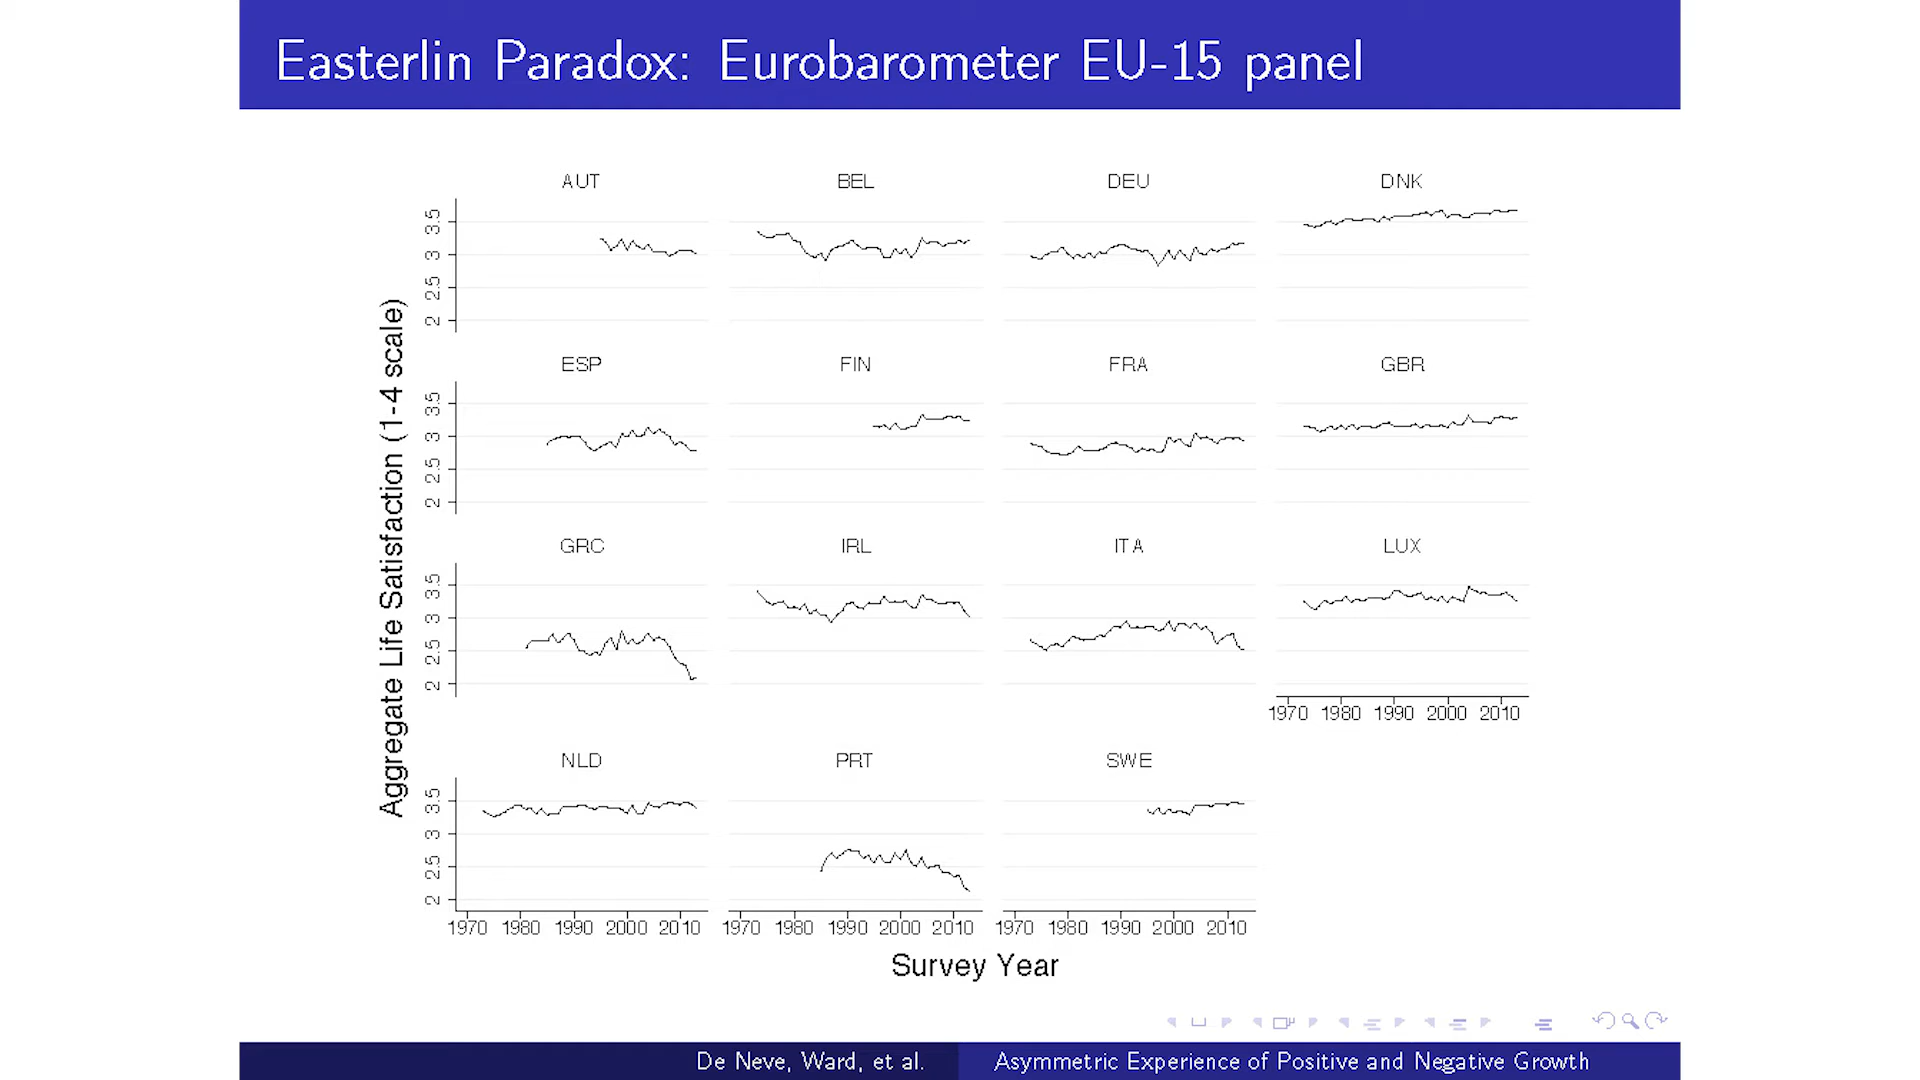 Easterlin Paradox: Eurobarometer EU-15 panel
Aggregate Life Satisfaction (1-4 scale)
AUT BEL DEU DNK
3.5
3
2.5
2
ESP FIN FRA GBR
3.5
3
2.5
2
GRC IRL ITA LUX
3.5
3
2.5
2
1970 1980 1990 2000 2010
NLD PRT SWE
3.5
3
2.5
2
1970 1980 1990 2000 2010 1970 1980 1990 2000 2010 1970 1980 1990 2000 2010
Survey Year
De Neve, Ward, et al. Asymmetric Experience of Positive and Negative Growth